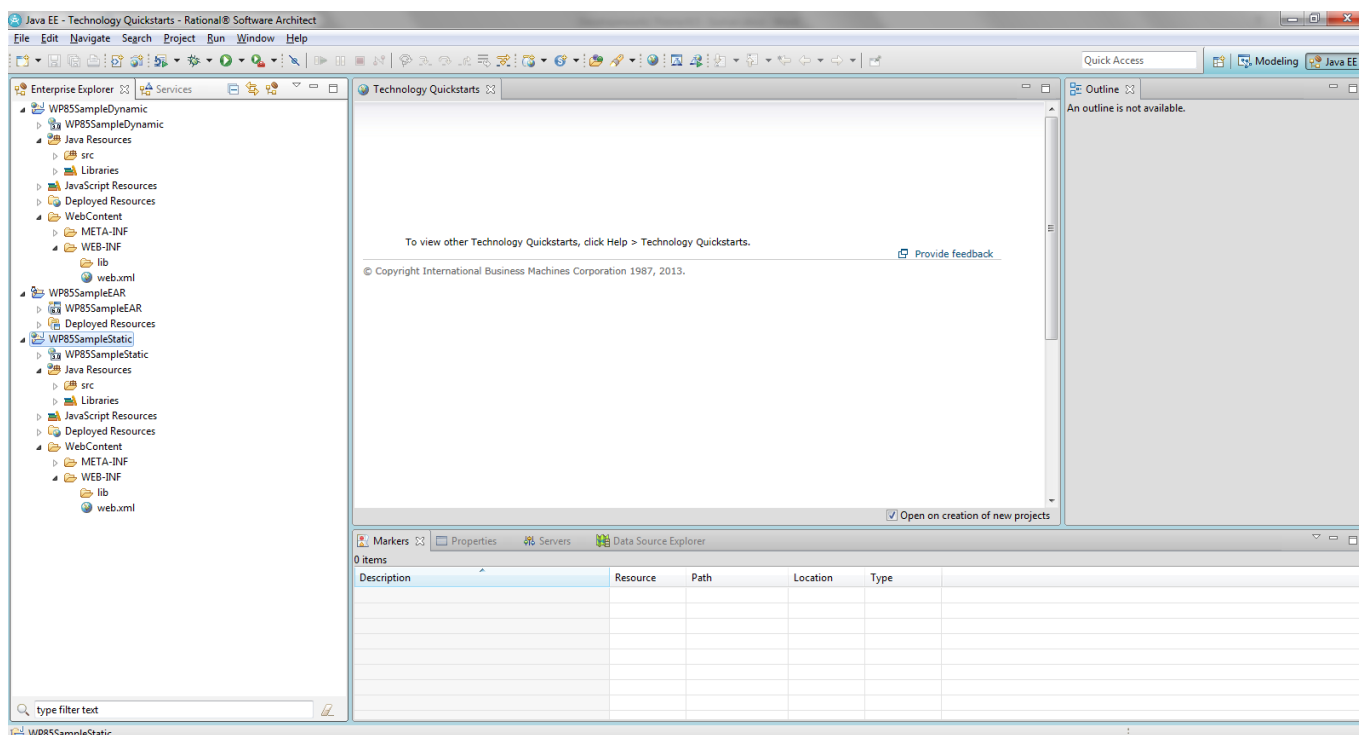 Java EE - Technology Quickstarts - Rational® Software Architect
File Edit Navigate Search Project Run Window Help
Quick Access
Modeling
Java EE
Enterprise Explorer
Services
WP85SampleDynamic
WP85SampleDynamic
Java Resources
src
Libraries
JavaScript Resources
Deployed Resources
WebContent
META-INF
WEB-INF
lib
web.xml
WP85SampleEAR
WP85SampleEAR
Deployed Resources
WP85SampleStatic
WP85SampleStatic
Java Resources
src
Libraries
JavaScript Resources
Deployed Resources
WebContent
META-INF
WEB-INF
lib
web.xml
type filter text
Technology Quickstarts
To view other Technology Quickstarts, click Help > Technology Quickstarts.
Provide feedback
© Copyright International Business Machines Corporation 1987, 2013.
Open on creation of new projects
Outline
An outline is not available.
Markers Properties Servers Data Source Explorer
0 items
Description Resource Path Location Type
WP85SampleStatic